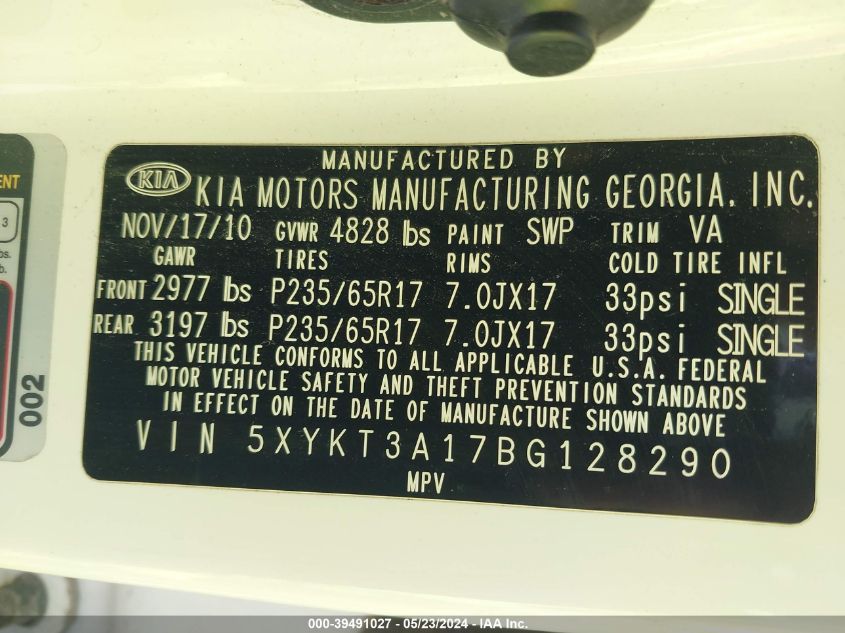 MANUFACTURED BY
KIA KIA MOTORS MANUFACTURING GEORGIA, INC.
NOV/17/10 GVWR 4828 lbs PAINT SWP TRIM VA
GAWR TIRES RIMS COLD TIRE INFL
FRONT 2977 lbs P235/65R17 7.0JX17 33psi SINGLE
REAR 3197 lbs P235/65R17 7.0JX17 33psi SINGLE
THIS VEHICLE CONFORMS TO ALL APPLICABLE U.S.A. FEDERAL
MOTOR VEHICLE SAFETY AND THEFT PREVENTION STANDARDS
IN EFFECT ON THE DATE OF MANUFACTURE SHOWN ABOVE
VIN 5XYKT3A17BG128290
MPV
3
002
000-39491027 - 05/23/2024 - IAA Inc.